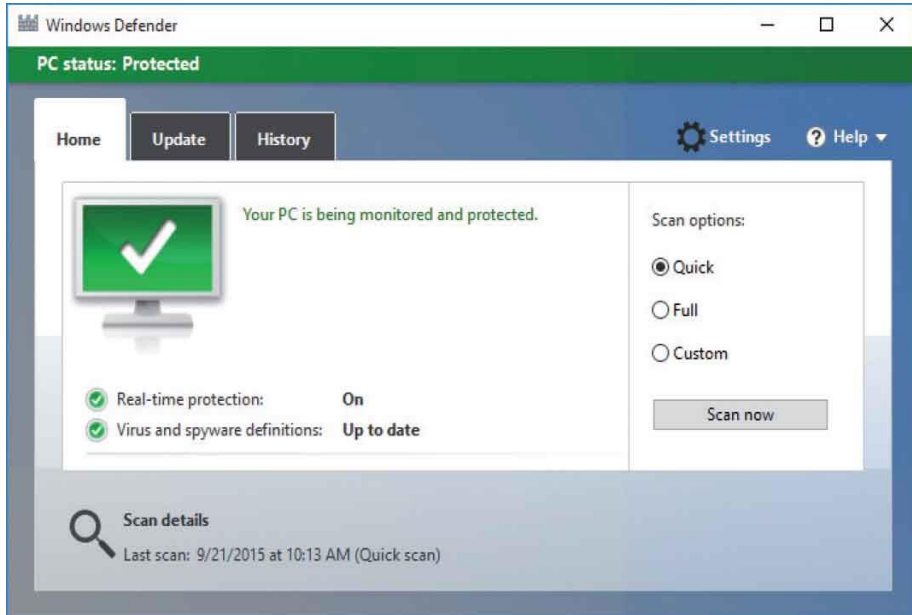 Windows Defender
PC status: Protected
Home
Update
History
Settings
? Help
Your PC is being monitored and protected.
Scan options:
Quick
Full
Custom
Real-time protection: On
Virus and spyware definitions: Up to date
Scan now
Scan details
Last scan: 9/21/2015 at 10:13 AM (Quick scan)